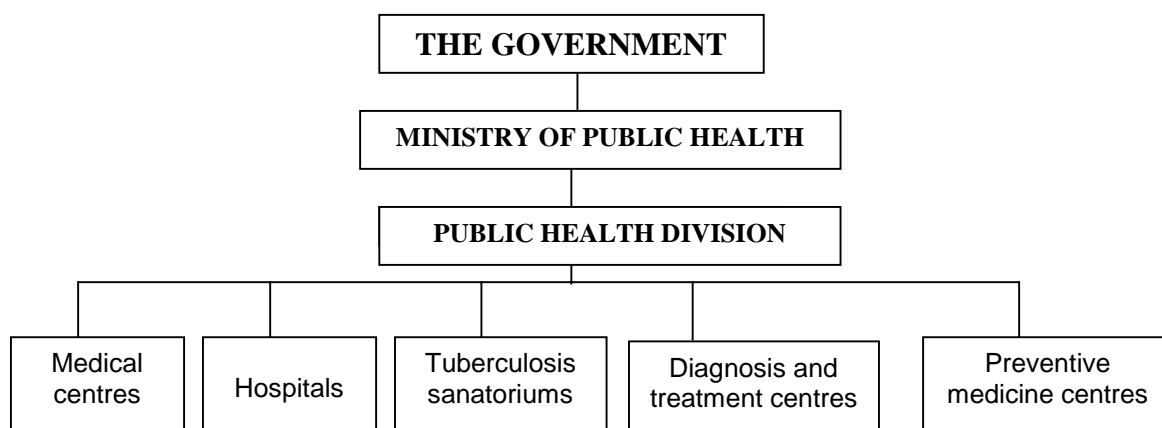 THE GOVERNMENT
MINISTRY OF PUBLIC HEALTH
PUBLIC HEALTH DIVISION
Medical
centres
Hospitals
Tuberculosis
sanatoriums
Diagnosis and
treatment centres
Preventive
medicine centres